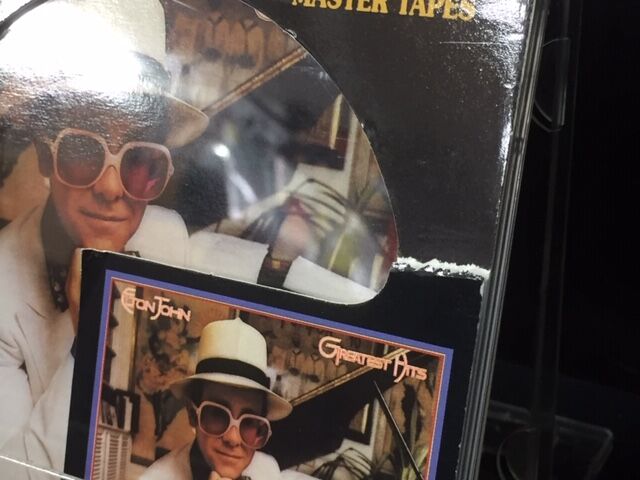 MASTER TAPES
ELTON JOHN
GREATEST HITS